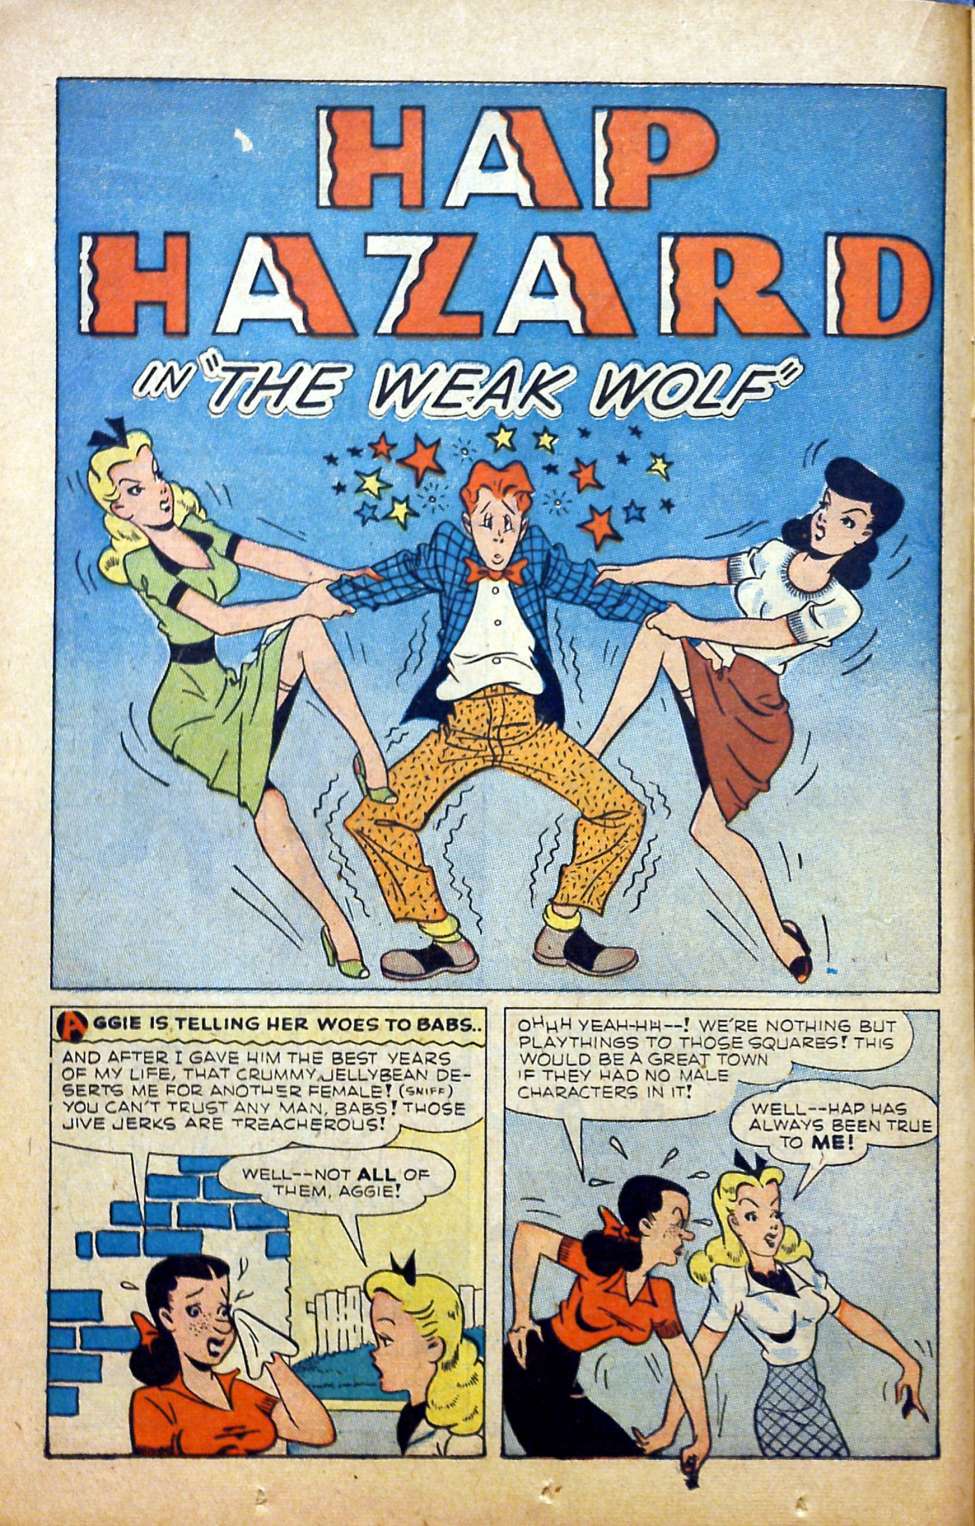 HAP
HAZARD
IN "THE WEAK WOLF"
AGGIE IS TELLING HER WOES TO BABS..
AND AFTER I GAVE HIM THE BEST YEARS
OF MY LIFE, THAT CRUMMY JELLYBEAN DE-
SERTS ME FOR ANOTHER FEMALE! (SNIFF)
YOU CAN'T TRUST ANY MAN, BABS! THOSE
JIVE JERKS ARE TREACHEROUS!
WELL--NOT ALL OF
THEM, AGGIE!
OHHH YEAH-HH--! WE'RE NOTHING BUT
PLAYTHINGS TO THOSE SQUARES! THIS
WOULD BE A GREAT TOWN
IF THEY HAD NO MALE
CHARACTERS IN IT!
WELL--HAP HAS
ALWAYS BEEN TRUE
TO ME!